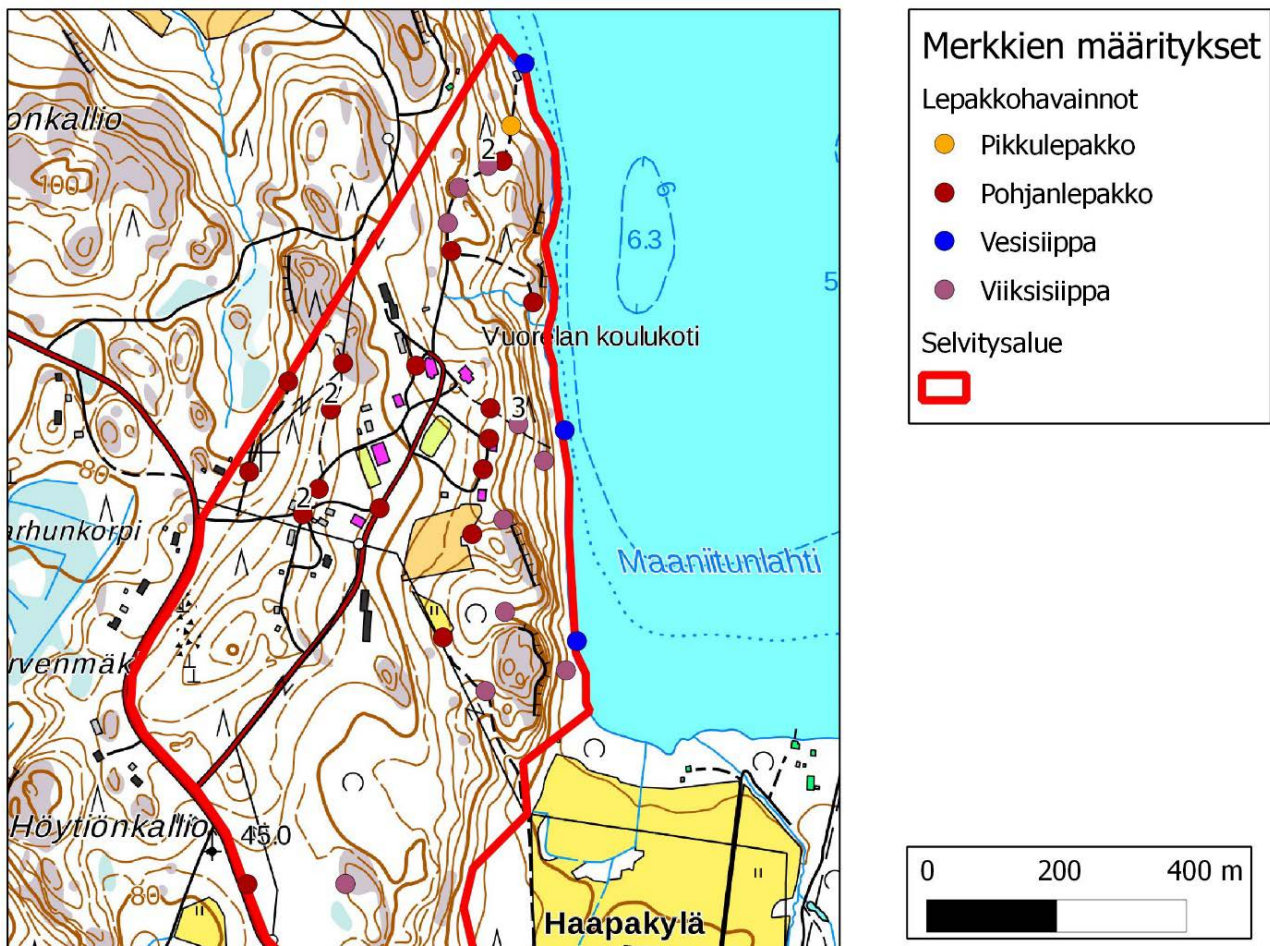 Merkkien määritykset
Lepakkohavainnot
Pikkulepakko
Pohjanlepakko
Vesisiippa
Viiksisiippa
Selvitysalue
onkallio
100
2
6
6.3
5
Vuorelan koulukoti
2
3
80
2
arhunkorpi
Maaniitunlahti
rvenmäk
Höytiönkallio
45.0
80
Haapakylä
0 200 400 m